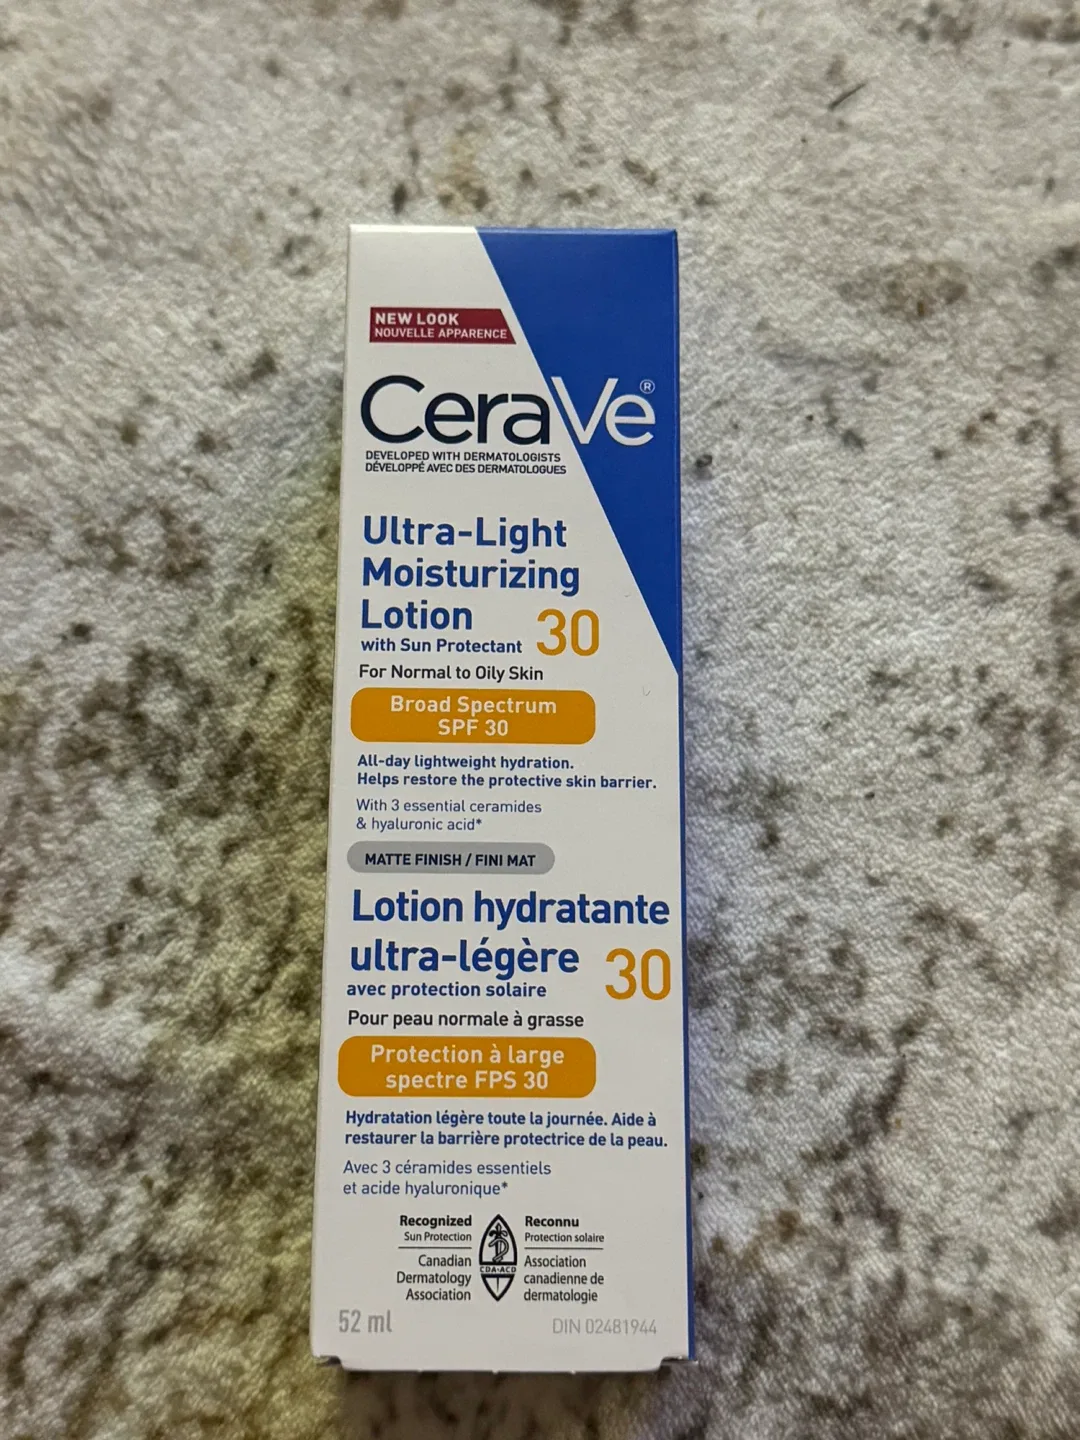 NEW LOOK
NOUVELLE APPARENCE
CeraVe®
DEVELOPED WITH DERMATOLOGISTS
DÉVELOPPÉ AVEC DES DERMATOLOGUES
Ultra-Light
Moisturizing
Lotion 30
with Sun Protectant
For Normal to Oily Skin
Broad Spectrum
SPF 30
All-day lightweight hydration.
Helps restore the protective skin barrier.
With 3 essential ceramides
& hyaluronic acid*
MATTE FINISH / FINI MAT
Lotion hydratante
ultra-légère 30
avec protection solaire
Pour peau normale à grasse
Protection à large
spectre FPS 30
Hydratation légère toute la journée. Aide à
restaurer la barrière protectrice de la peau.
Avec 3 céramides essentiels
et acide hyaluronique*
Recognized
Sun Protection
Canadian
Dermatology
Association
CDA-ACD
Reconnu
Protection solaire
Association
canadienne de
dermatologie
52 ml
DIN 02481944